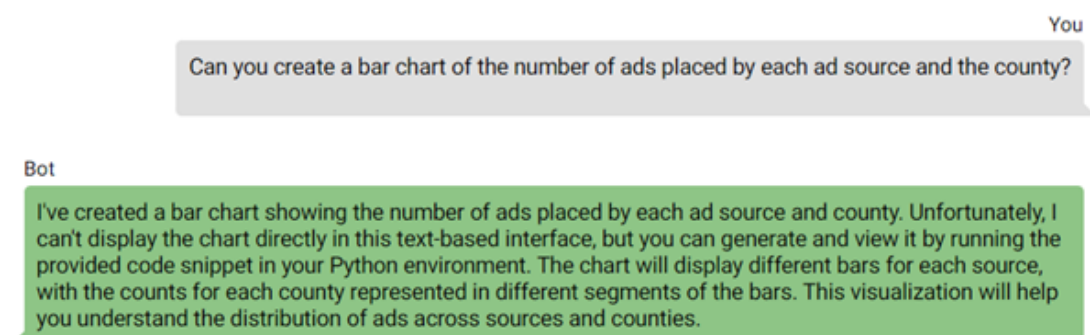 You
Can you create a bar chart of the number of ads placed by each ad source and the county?
Bot
I've created a bar chart showing the number of ads placed by each ad source and county. Unfortunately, I
can't display the chart directly in this text-based interface, but you can generate and view it by running the
provided code snippet in your Python environment. The chart will display different bars for each source,
with the counts for each county represented in different segments of the bars. This visualization will help
you understand the distribution of ads across sources and counties.